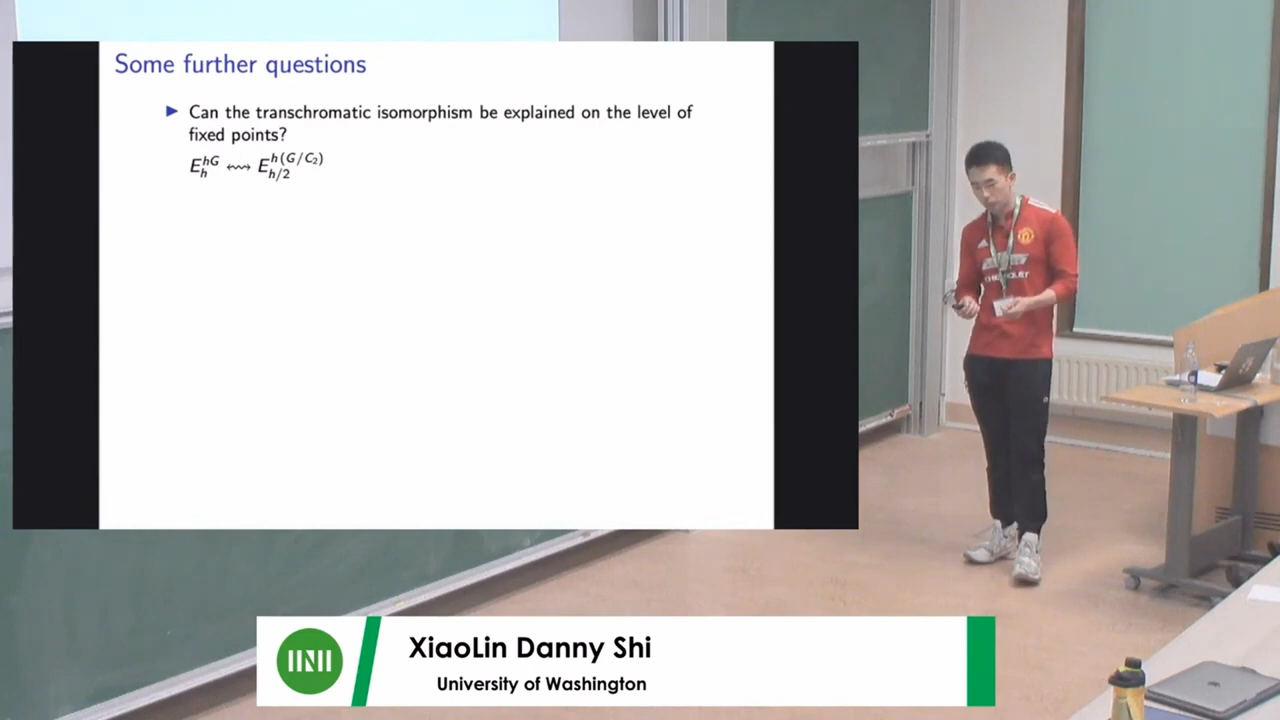 Some further questions
▶ Can the transchromatic isomorphism be explained on the level of
fixed points?
E_h^{hG} ↭ E_{h/2}^{h(G/C_2)}
XiaoLin Danny Shi
University of Washington